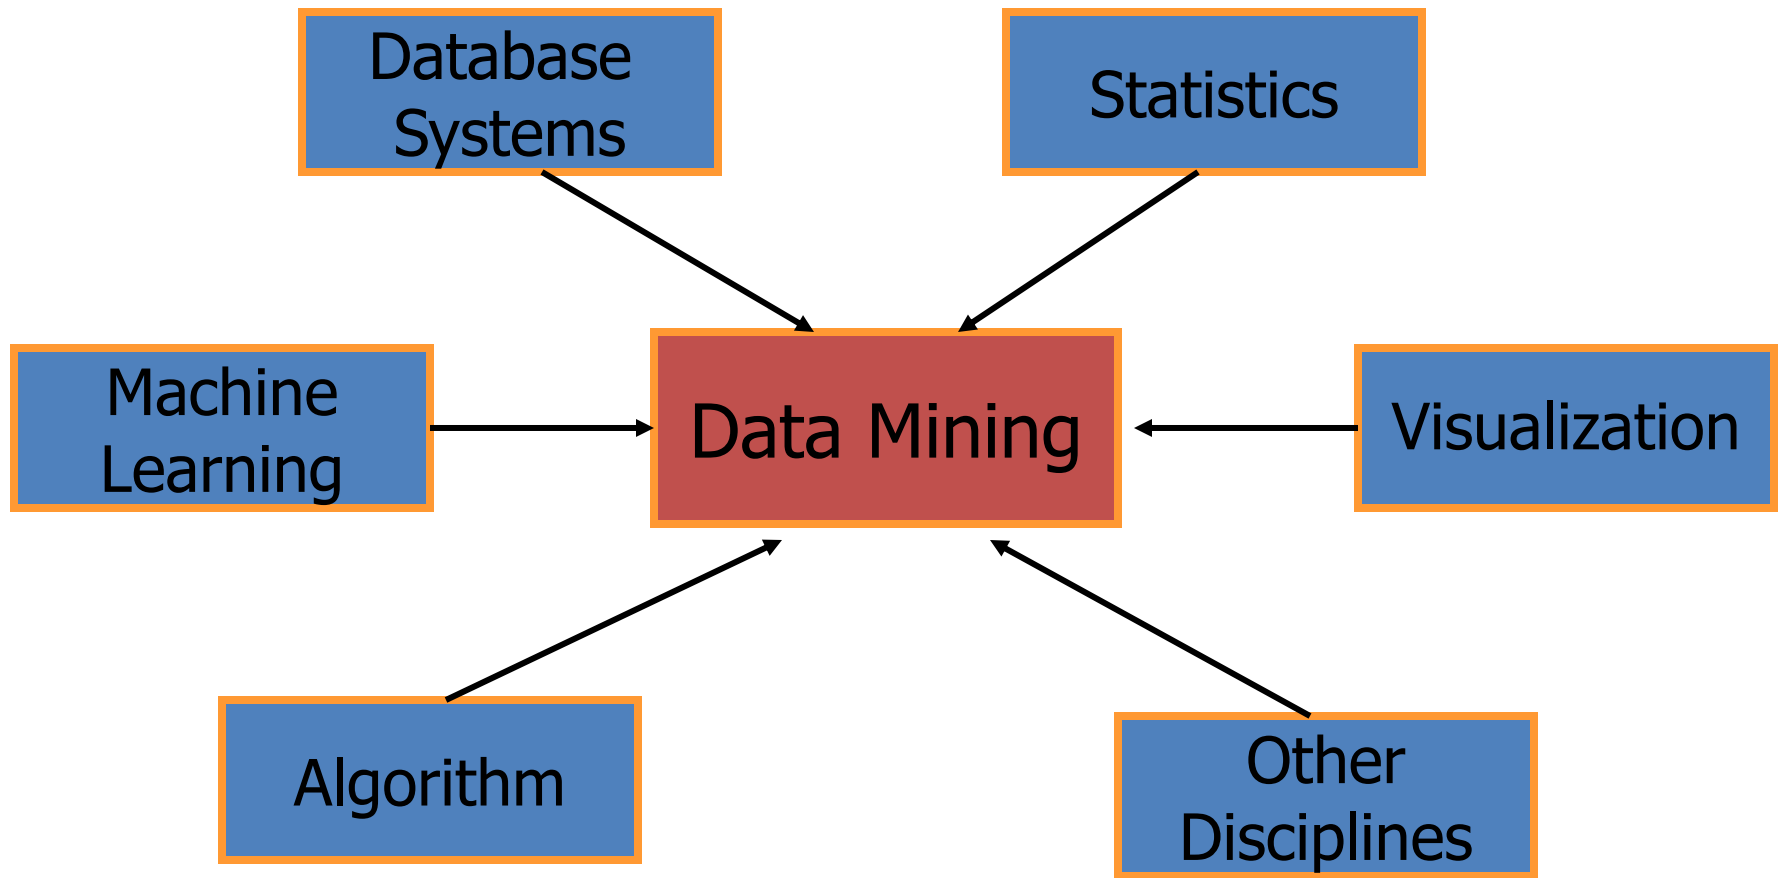 Database
Systems
Statistics
Machine
Learning
Data Mining
Visualization
Algorithm
Other
Disciplines